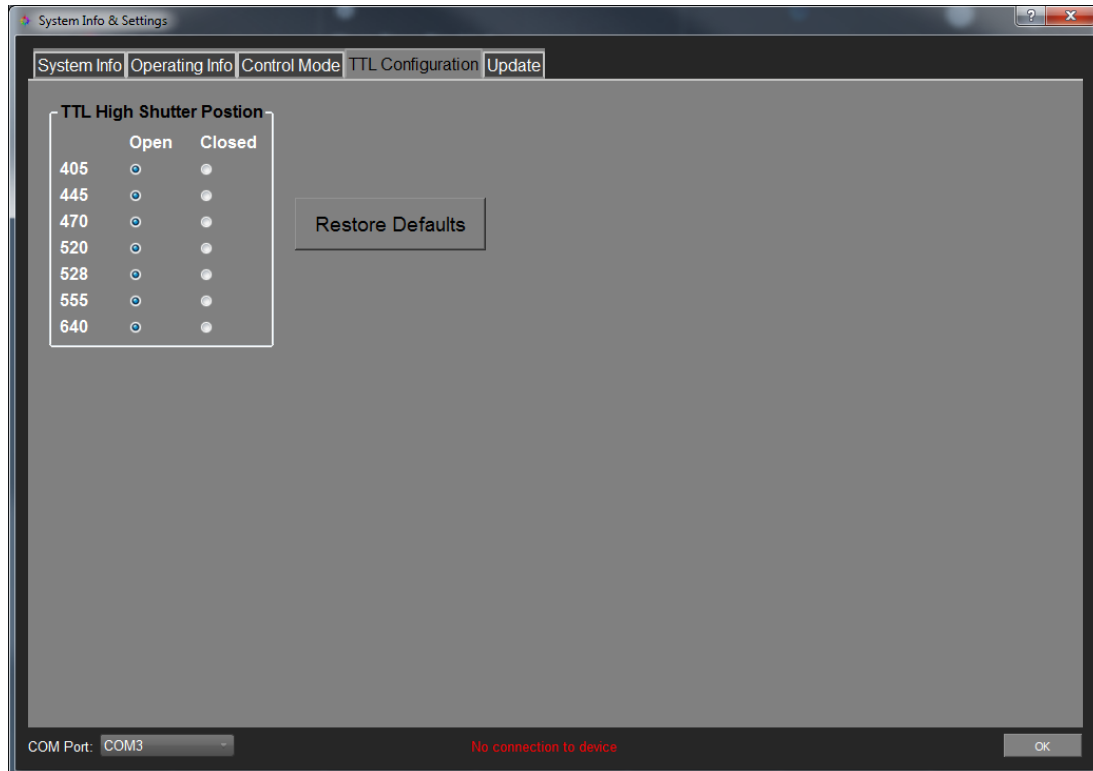 System Info & Settings
?
x
System Info Operating Info Control Mode TTL Configuration Update
TTL High Shutter Postion
Open Closed
405
445
470
520
528
555
640
Restore Defaults
COM Port: COM3 No connection to device OK